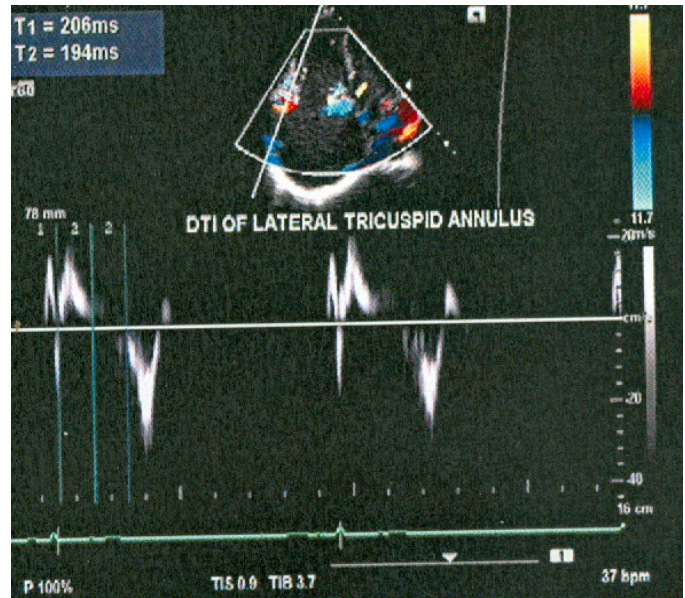 T1 = 206ms
T2 = 194ms
11.7
78 mm
DTI OF LATERAL TRICUSPID ANNULUS
11.7
20m/s
1 3 2
cm/s
-20
-40
16 cm
1
P 100%
TIS 0.9 TIB 3.7
37 bpm